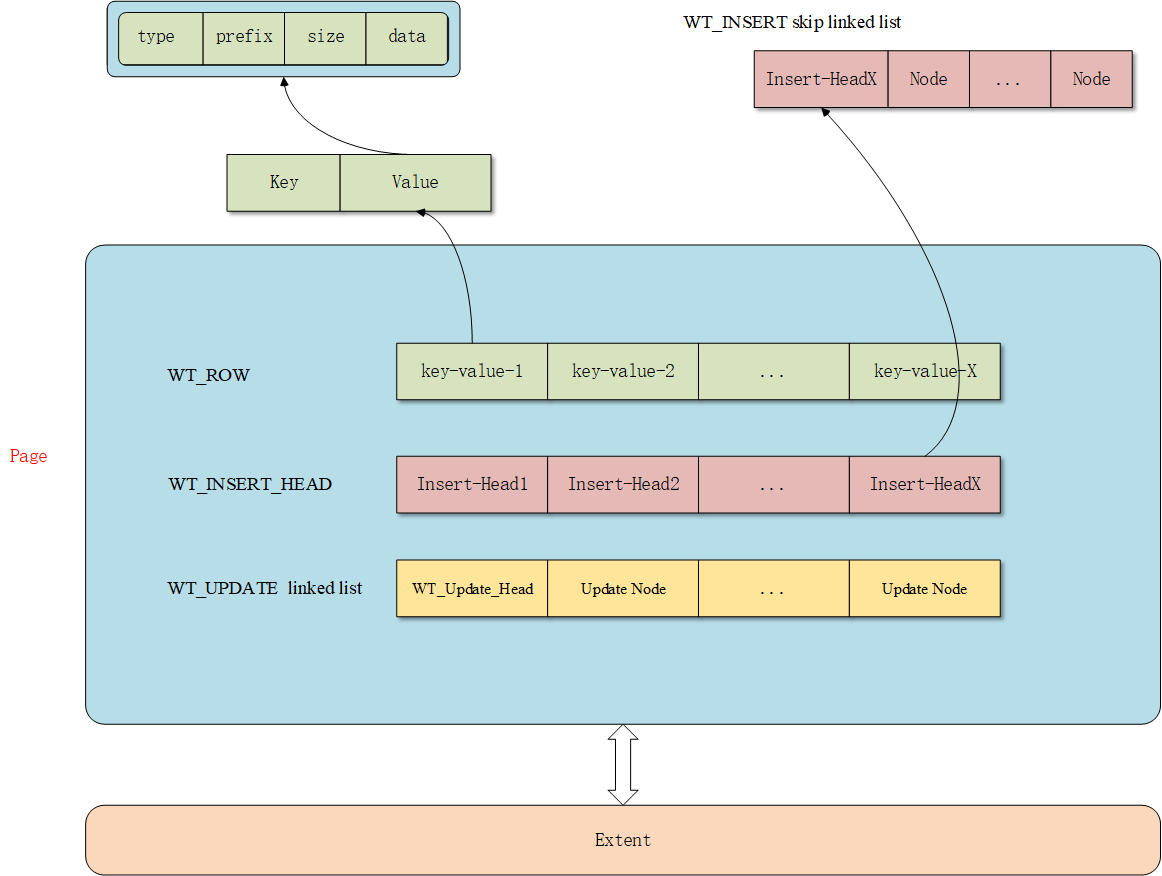 type prefix size data
WT_INSERT skip linked list
Insert-HeadX Node ... Node
Key Value
WT_ROW
key-value-1 key-value-2 ... key-value-X
Page
WT_INSERT_HEAD
Insert-Head1 Insert-Head2 ... Insert-HeadX
WT_UPDATE linked list
WT_Update_Head Update Node ... Update Node
Extent